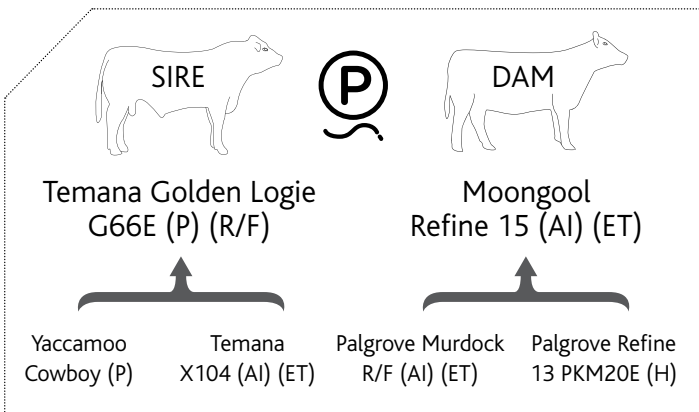 SIRE
P
DAM
Temana Golden Logie
G66E (P) (R/F)
Moongool
Refine 15 (AI) (ET)
Yaccamoo
Cowboy (P)
Temana
X104 (AI) (ET)
Palgrove Murdock
R/F (AI) (ET)
Palgrove Refine
13 PKM20E (H)